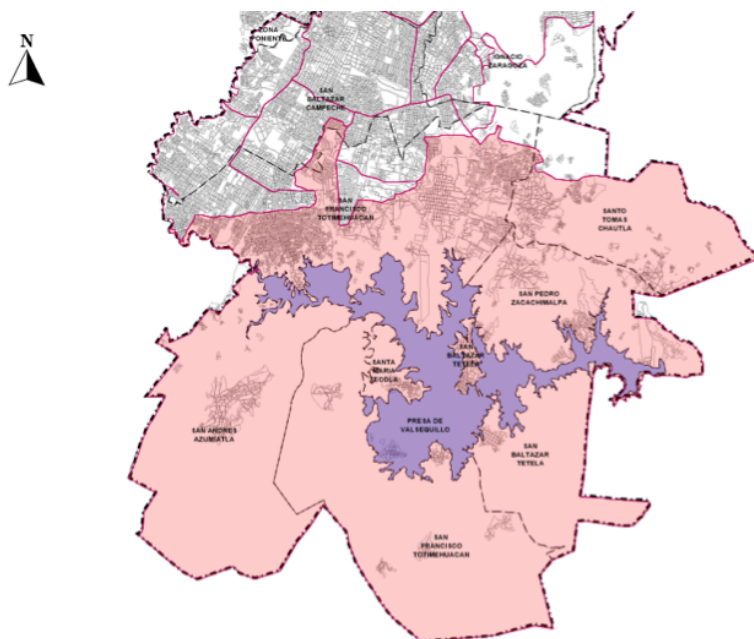 N
ZONA
PONIENTE
IGNACIO
ZARAGOZA
SAN
BALTAZAR
CAMPECHE
SAN
FRANCISCO
TOTIMEHUACAN
SANTO
TOMAS
CHAUTLA
SAN PEDRO
ZACACHIMALPA
SAN
BALTAZAR
TETELA
SANTA
MARIA
PRESA DE
VALSEQUILLO
SAN ANDRES
AZUMIATLA
SAN
BALTAZAR
TETELA
SAN
FRANCISCO
TOTIMEHUACAN